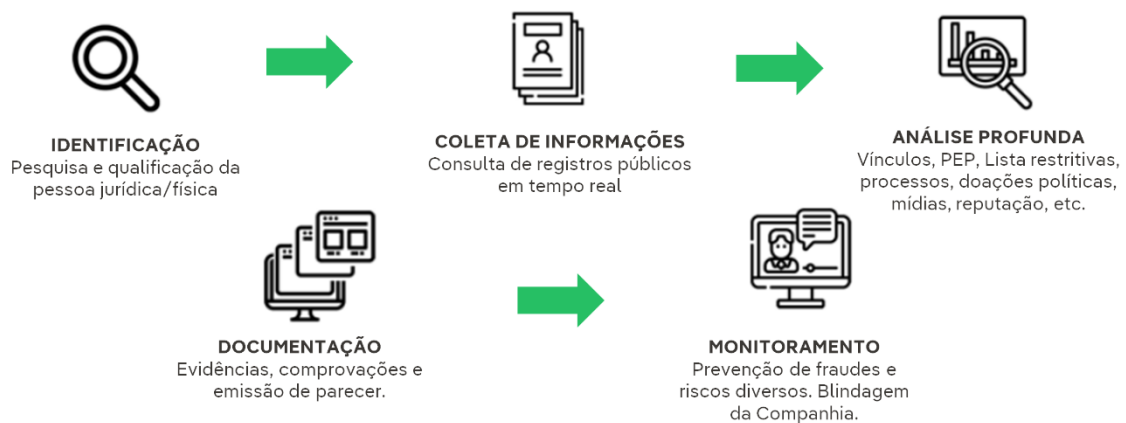 IDENTIFICAÇÃO
Pesquisa e qualificação da
pessoa jurídica/física
COLETA DE INFORMAÇÕES
Consulta de registros públicos
em tempo real
ANÁLISE PROFUNDA
Vínculos, PEP, Lista restritivas,
processos, doações políticas,
mídias, reputação, etc.
DOCUMENTAÇÃO
Evidências, comprovações e
emissão de parecer.
MONITORAMENTO
Prevenção de fraudes e
riscos diversos. Blindagem
da Companhia.